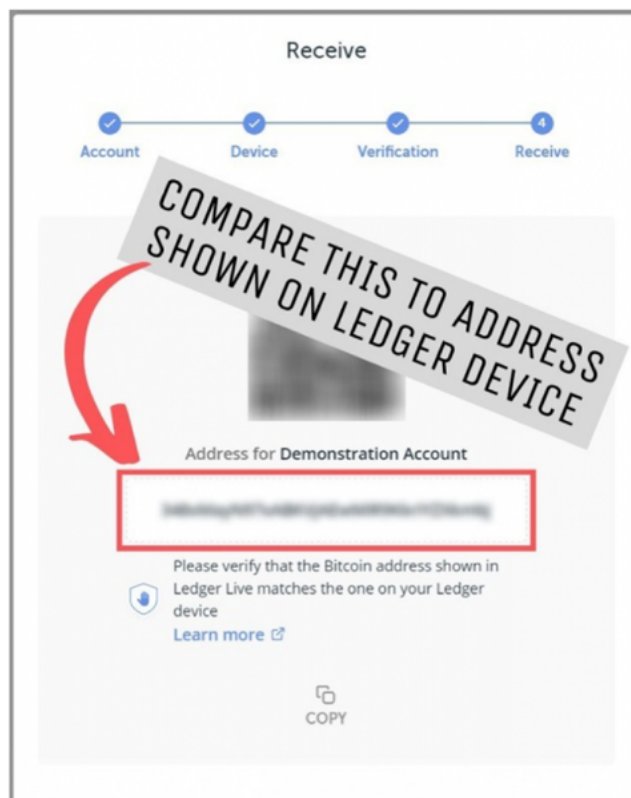 Receive
4
Account Device Verification Receive
COMPARE THIS TO ADDRESS
SHOWN ON LEDGER DEVICE
Address for Demonstration Account
Please verify that the Bitcoin address shown in
Ledger Live matches the one on your Ledger
device
Learn more
COPY